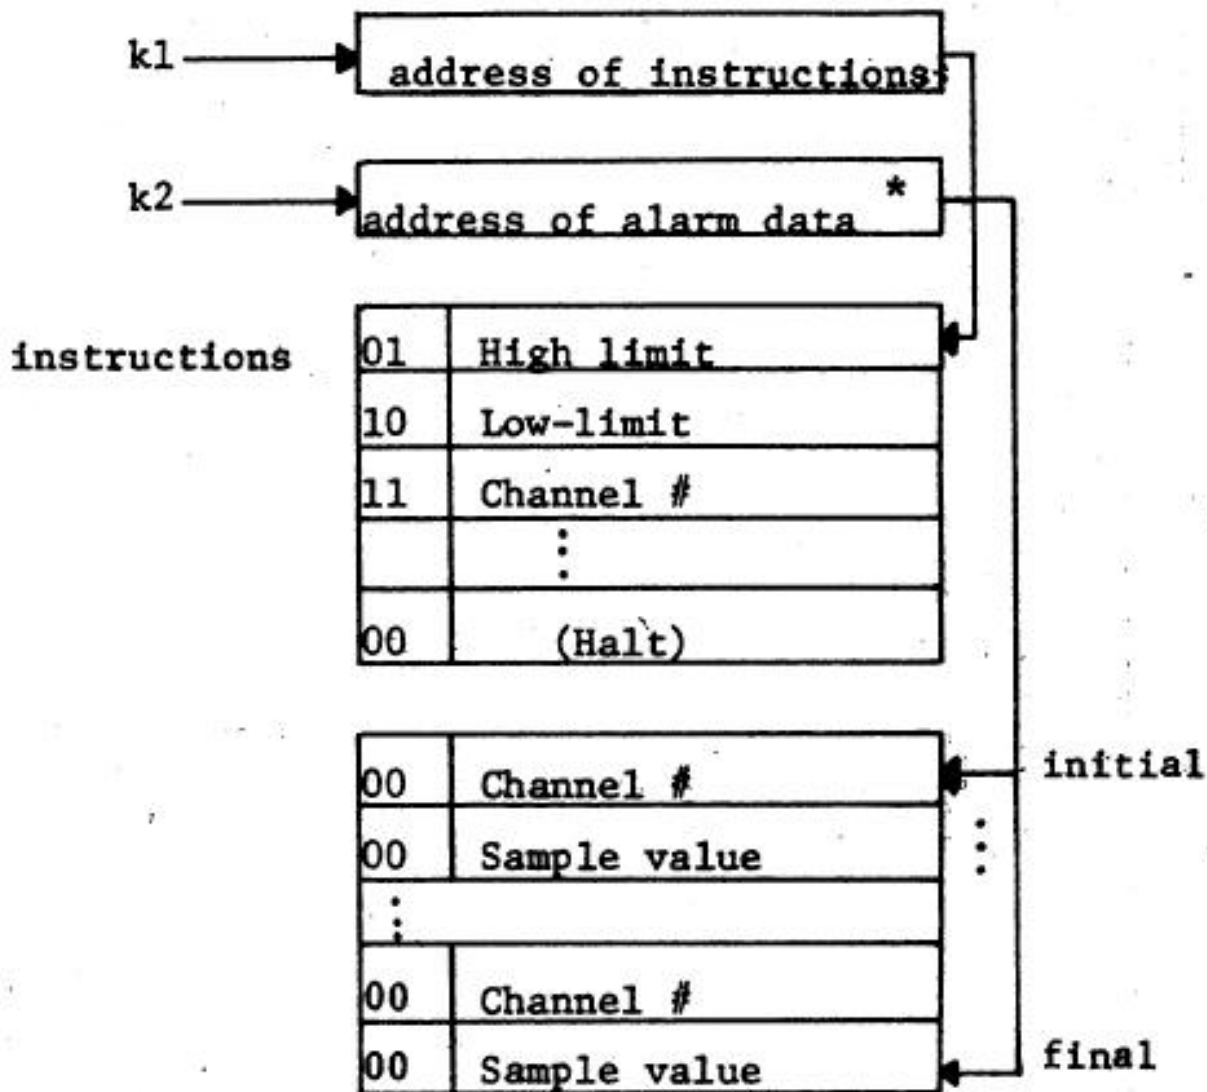 k1
address of instructions
k2
address of alarm data *
instructions
01 High limit
10 Low-limit
11 Channel #
00 (Halt)
00 Channel #
initial
00 Sample value
00 Channel #
00 Sample value
final